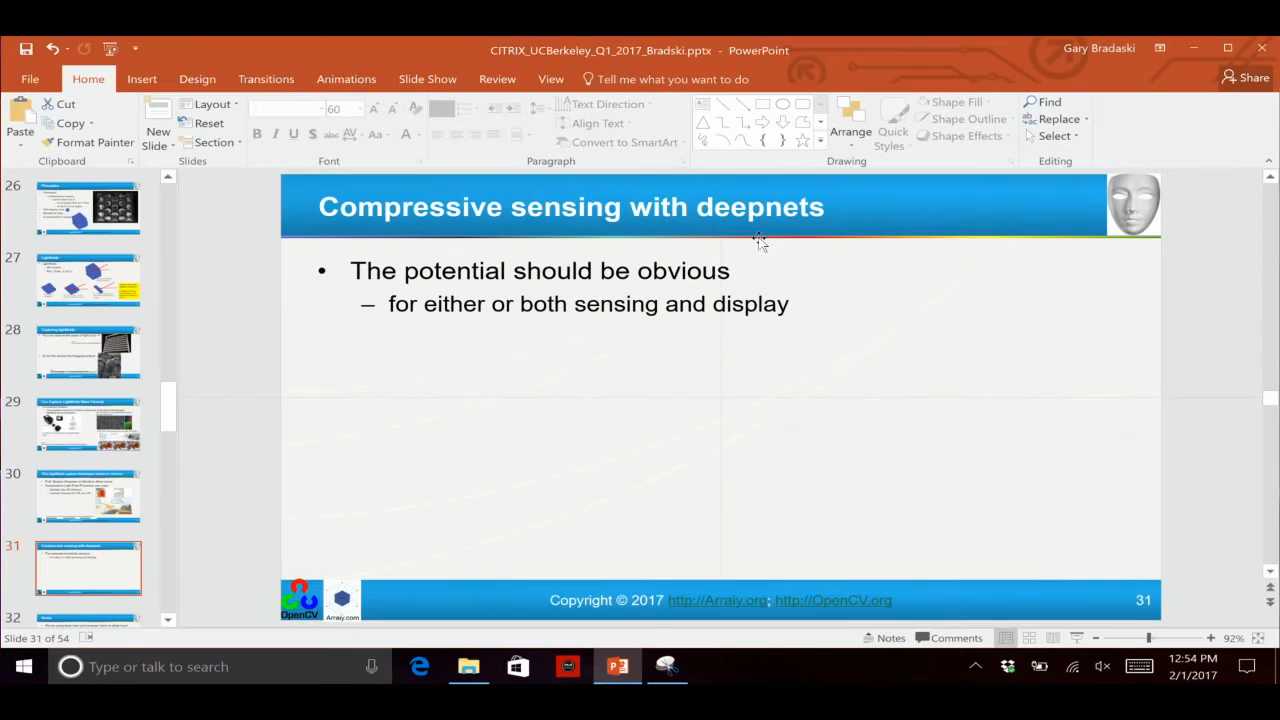 CITRIX_UCBerkeley_Q1_2017_Bradski.pptx - PowerPoint
Gary Bradaski
File Home Insert Design Transitions Animations Slide Show Review View Tell me what you want to do Share
Paste
Cut
Copy
Format Painter
Clipboard
New Slide
Layout
Reset
Section
Slides
60
B I U S abc AV Aa A
Font
Text Direction
Align Text
Convert to SmartArt
Paragraph
Arrange
Quick Styles
Shape Fill
Shape Outline
Shape Effects
Drawing
Find
Replace
Select
Editing
26
27
28
29
30
31
32
Compressive sensing with deepnets
• The potential should be obvious
– for either or both sensing and display
OpenCV
Arraiy.com
Copyright © 2017 http://Arraiy.org; http://OpenCV.org
31
Slide 31 of 54
Notes Comments
92%
Type or talk to search
12:54 PM
2/1/2017